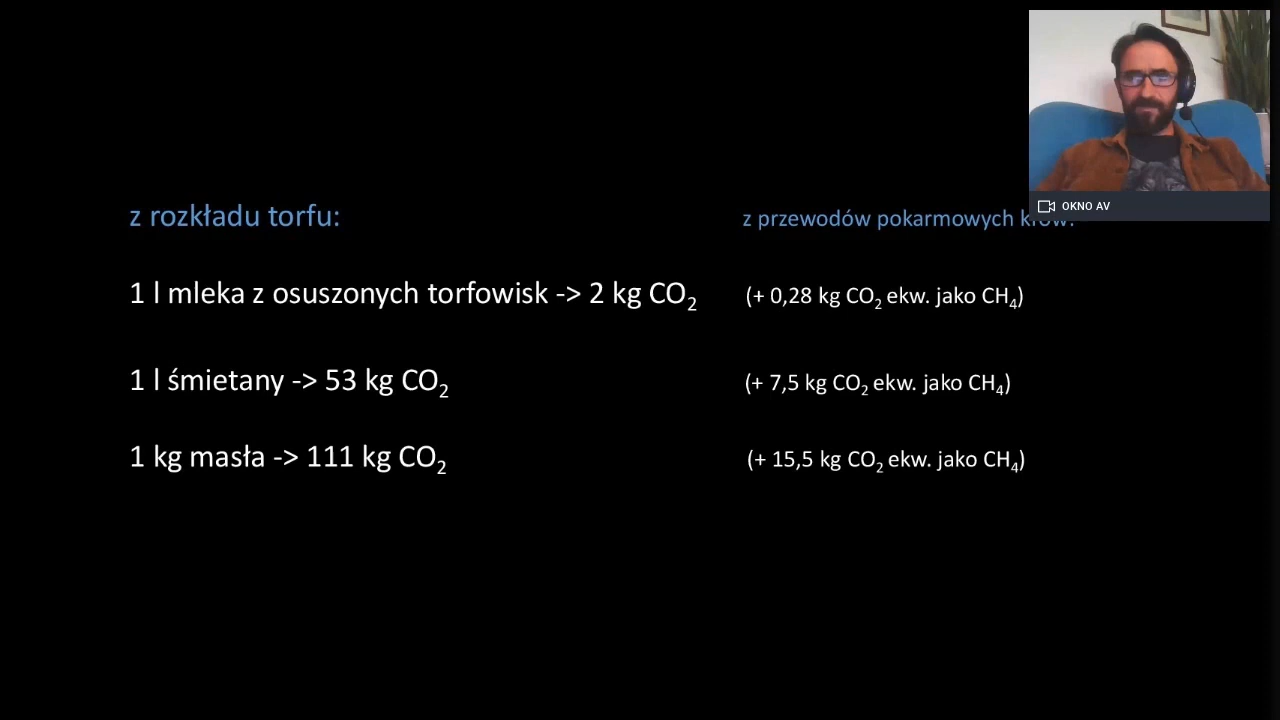 OKNO AV
z rozkładu torfu:
z przewodów pokarmowych krów:
1 l mleka z osuszonych torfowisk -> 2 kg CO₂
(+ 0,28 kg CO₂ ekw. jako CH₄)
1 l śmietany -> 53 kg CO₂
(+ 7,5 kg CO₂ ekw. jako CH₄)
1 kg masła -> 111 kg CO₂
(+ 15,5 kg CO₂ ekw. jako CH₄)